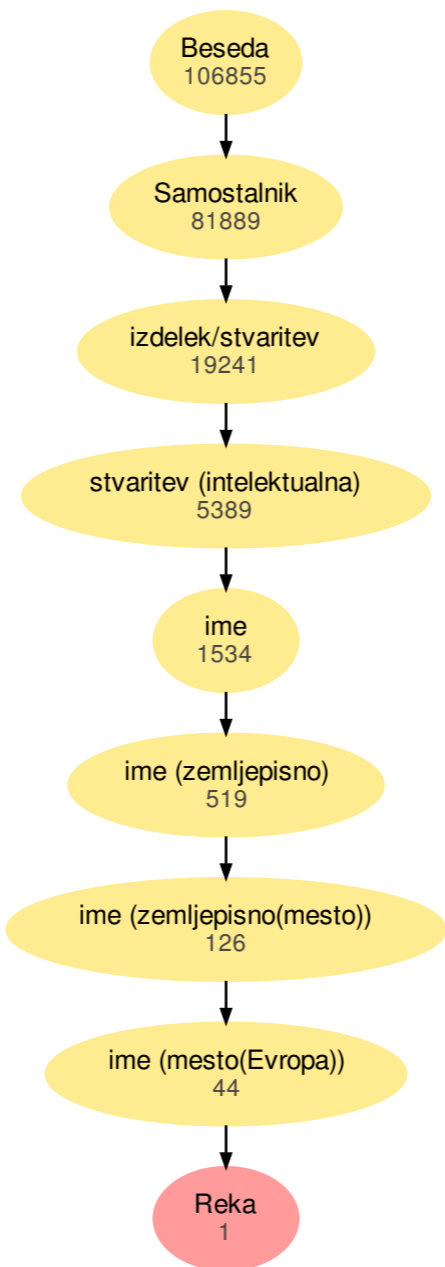 Beseda
106855
Samostalnik
81889
izdelek/stvaritev
19241
stvaritev (intelektualna)
5389
ime
1534
ime (zemljepisno)
519
ime (zemljepisno(mesto))
126
ime (mesto(Evropa))
44
Reka
1